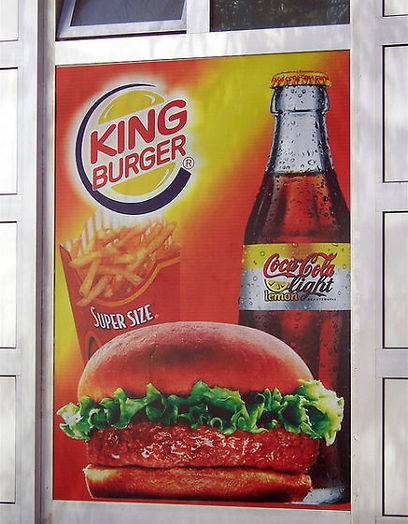 KING
BURGER®
SUPER SIZE
Coca-Cola
light
lemon